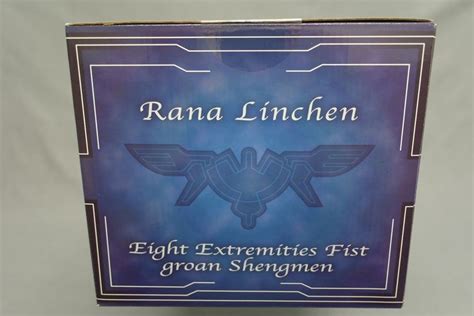 Rana Linchen
Eight Extremities Fist
groan Shengmen